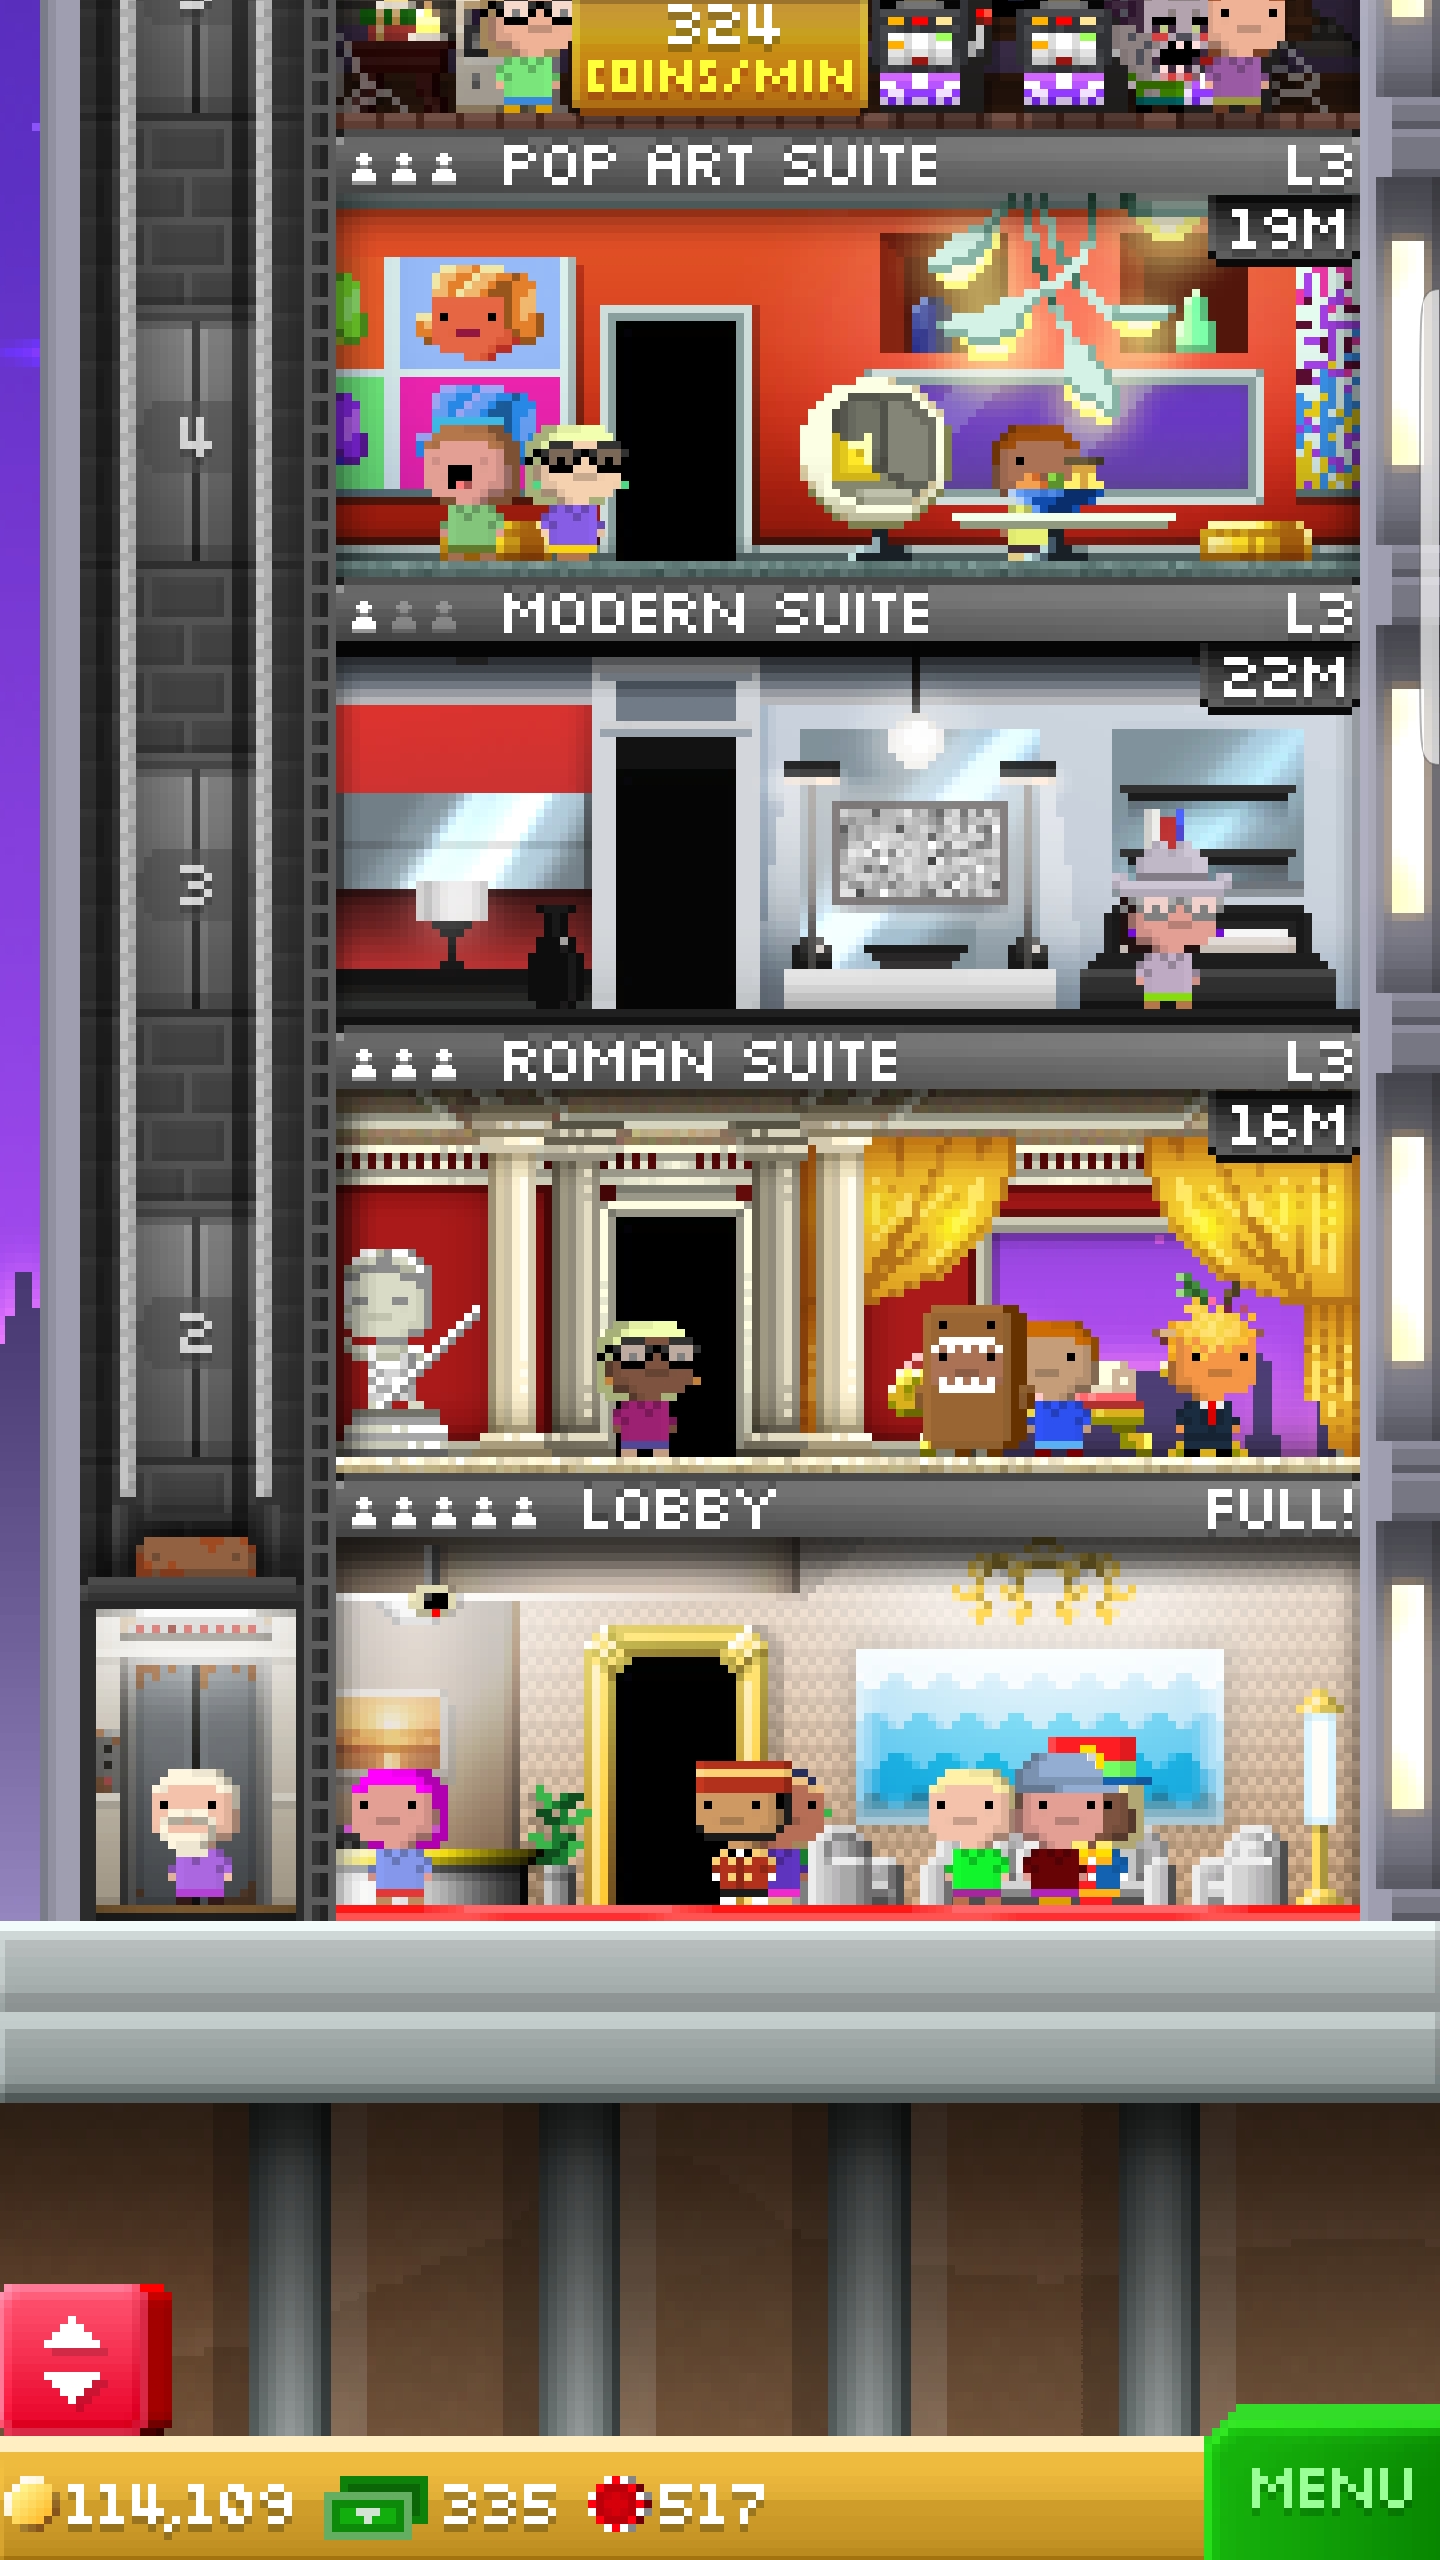 324
COINS/MIN
POP ART SUITE L3
19M
4
MODERN SUITE L3
22M
3
ROMAN SUITE L3
16M
2
LOBBY FULL!
114,109 335 517
MENU